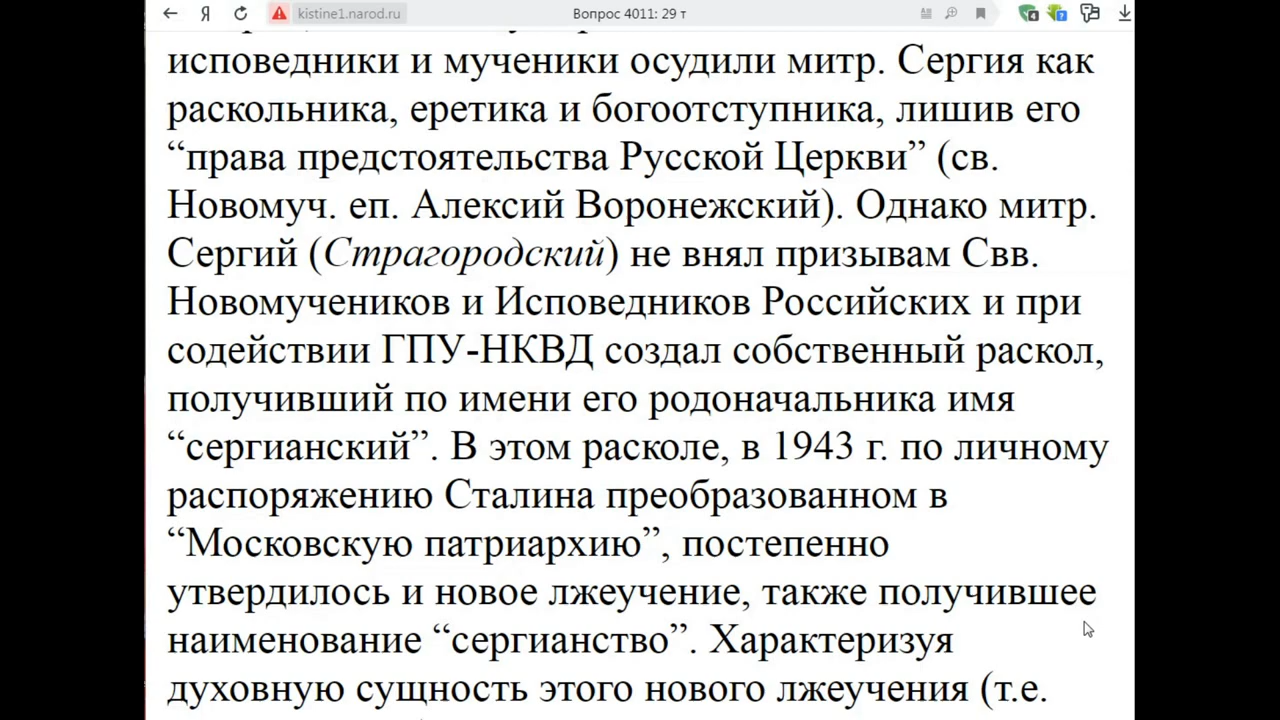 kistine1.narod.ru
Вопрос 4011: 29 т
исповедники и мученики осудили митр. Сергия как
раскольника, еретика и богоотступника, лишив его
“права предстоятельства Русской Церкви” (св.
Новомуч. еп. Алексий Воронежский). Однако митр.
Сергий (Страгородский) не внял призывам Свв.
Новомучеников и Исповедников Российских и при
содействии ГПУ-НКВД создал собственный раскол,
получивший по имени его родоначальника имя
“сергианский”. В этом расколе, в 1943 г. по личному
распоряжению Сталина преобразованном в
“Московскую патриархию”, постепенно
утвердилось и новое лжеучение, также получившее
наименование “сергианство”. Характеризуя
духовную сущность этого нового лжеучения (т.е.